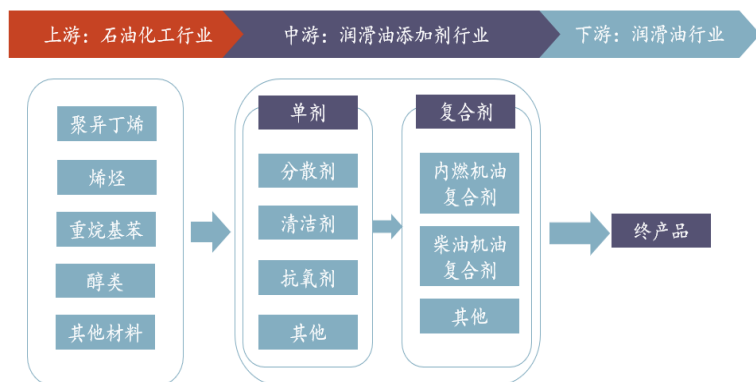 上游：石油化工行业
中游：润滑油添加剂行业
下游：润滑油行业
聚异丁烯
烯烃
重烷基苯
醇类
其他材料
单剂
分散剂
清洁剂
抗氧剂
其他
复合剂
内燃机油
复合剂
柴油机油
复合剂
其他
终产品